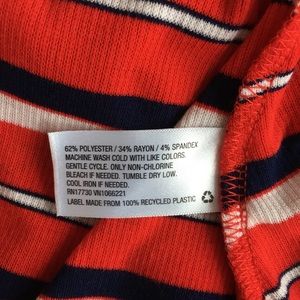 62% POLYESTER / 34% RAYON / 4% SPANDEX
MACHINE WASH COLD WITH LIKE COLORS.
GENTLE CYCLE. ONLY NON-CHLORINE
BLEACH IF NEEDED. TUMBLE DRY LOW.
COOL IRON IF NEEDED.
RN17730 VN1066221
LABEL MADE FROM 100% RECYCLED PLASTIC